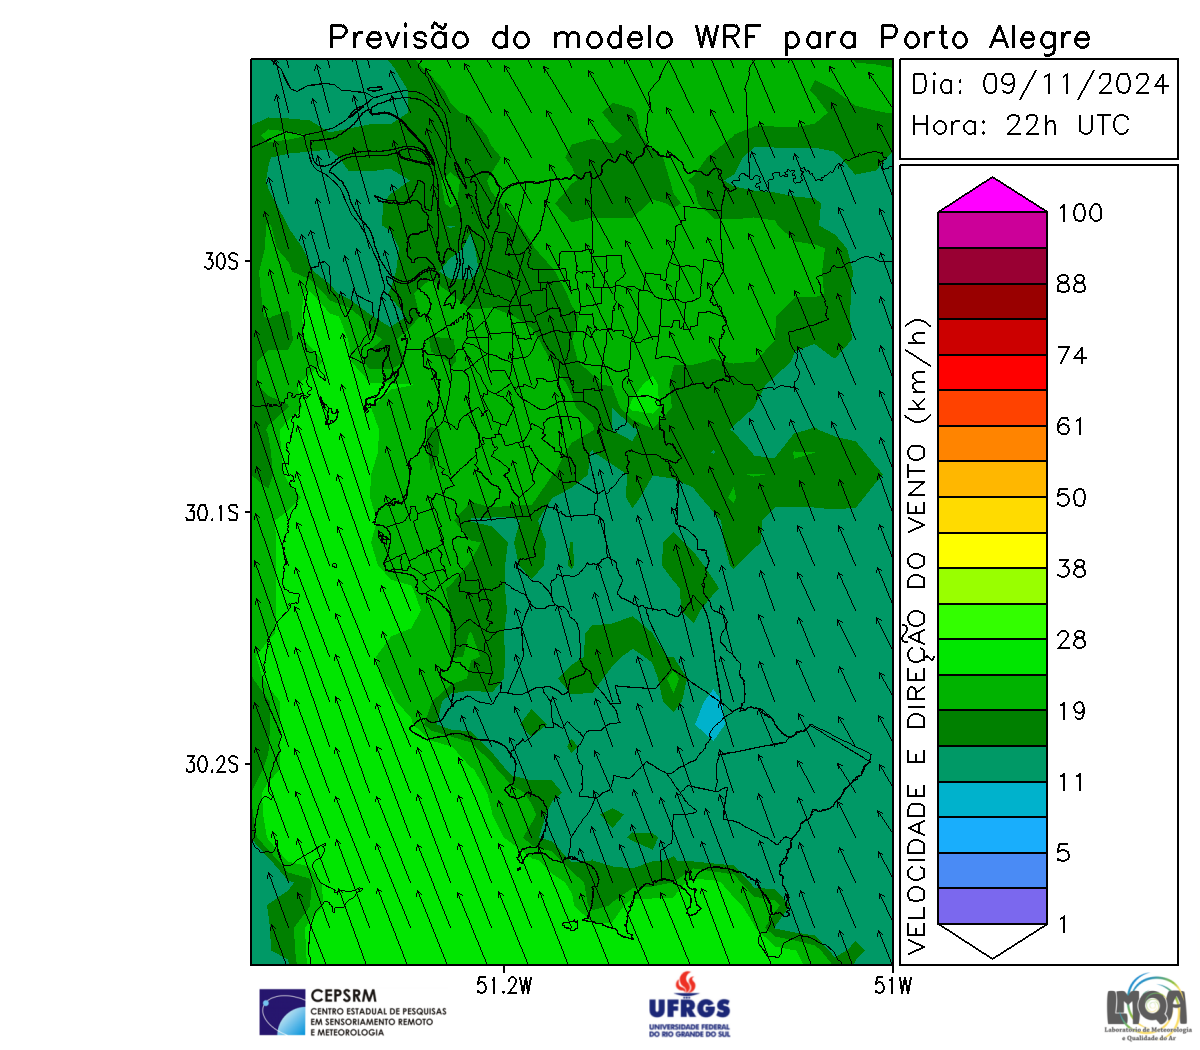 Previsão do modelo WRF para Porto Alegre
Dia: 09/11/2024
Hora: 22h UTC
30S
30.1S
30.2S
51.2W
51W
VELOCIDADE E DIREÇÃO DO VENTO (km/h)
100
88
74
61
50
38
28
19
11
5
1
CEPSRM
CENTRO ESTADUAL DE PESQUISAS
EM SENSORIAMENTO REMOTO
E METEOROLOGIA
UFRGS
UNIVERSIDADE FEDERAL
DO RIO GRANDE DO SUL
LMQA
Laboratório de Meteorologia
e Qualidade do Ar